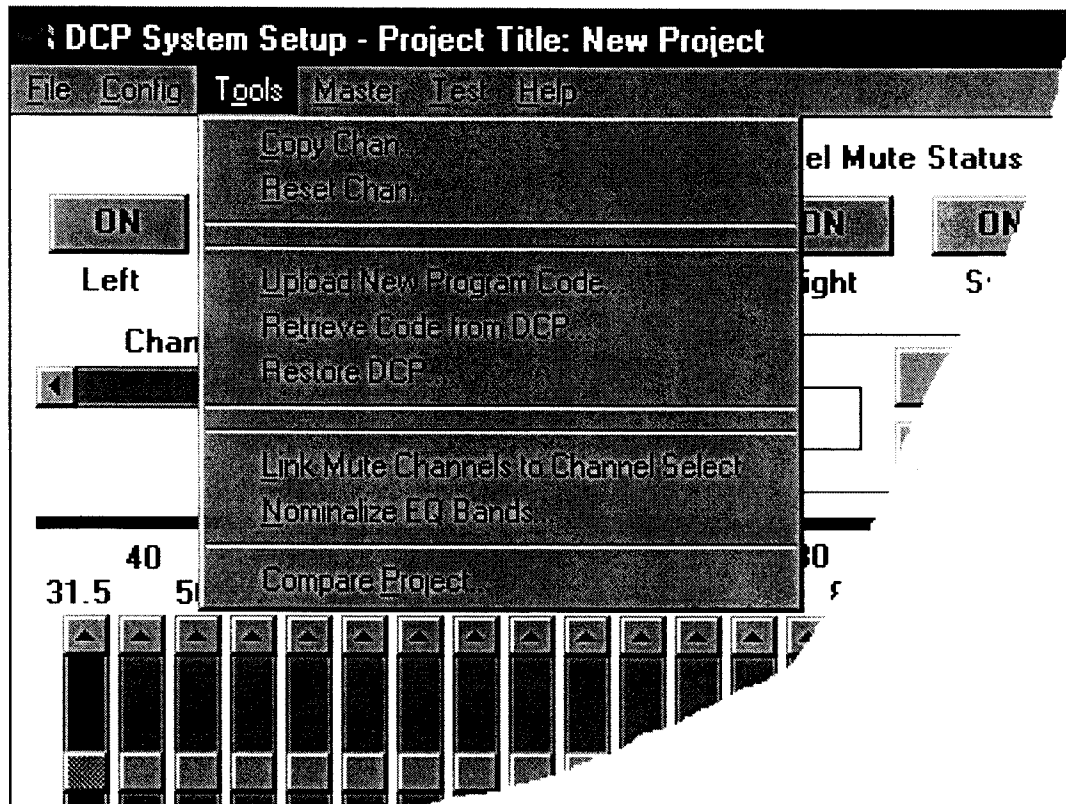 DCP System Setup - Project Title: New Project
File Config Tools Master Test Help
Copy Chan...
el Mute Status
Reset Chan...
ON ON ON
Left ight
Upload New Program Code...
Retrieve Code from DCP...
Chan
Restore DCP...
Link Mute Channels to Channel Select
Nominalize EQ Bands...
40
31.5
Compare Project...